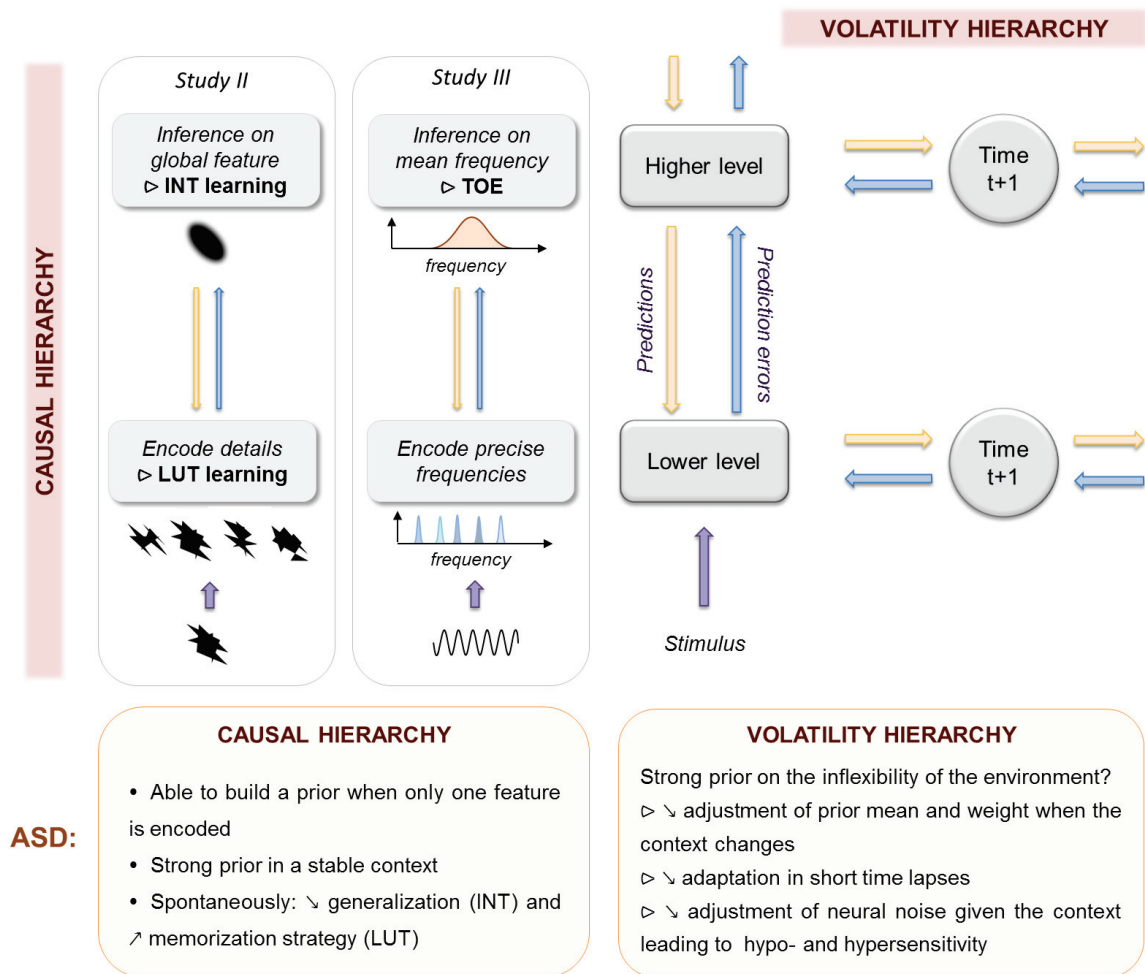 VOLATILITY HIERARCHY
CAUSAL HIERARCHY
Study II
Inference on
global feature
▷ INT learning
Encode details
▷ LUT learning
Study III
Inference on
mean frequency
▷ TOE
frequency
Encode precise
frequencies
frequency
Higher level
Predictions
Prediction errors
Lower level
Stimulus
Time
t+1
Time
t+1
ASD:
CAUSAL HIERARCHY
• Able to build a prior when only one feature
is encoded
• Strong prior in a stable context
• Spontaneously: ↘ generalization (INT) and
↗ memorization strategy (LUT)
VOLATILITY HIERARCHY
Strong prior on the inflexibility of the environment?
▷ ↘ adjustment of prior mean and weight when the
context changes
▷ ↘ adaptation in short time lapses
▷ ↘ adjustment of neural noise given the context
leading to hypo- and hypersensitivity